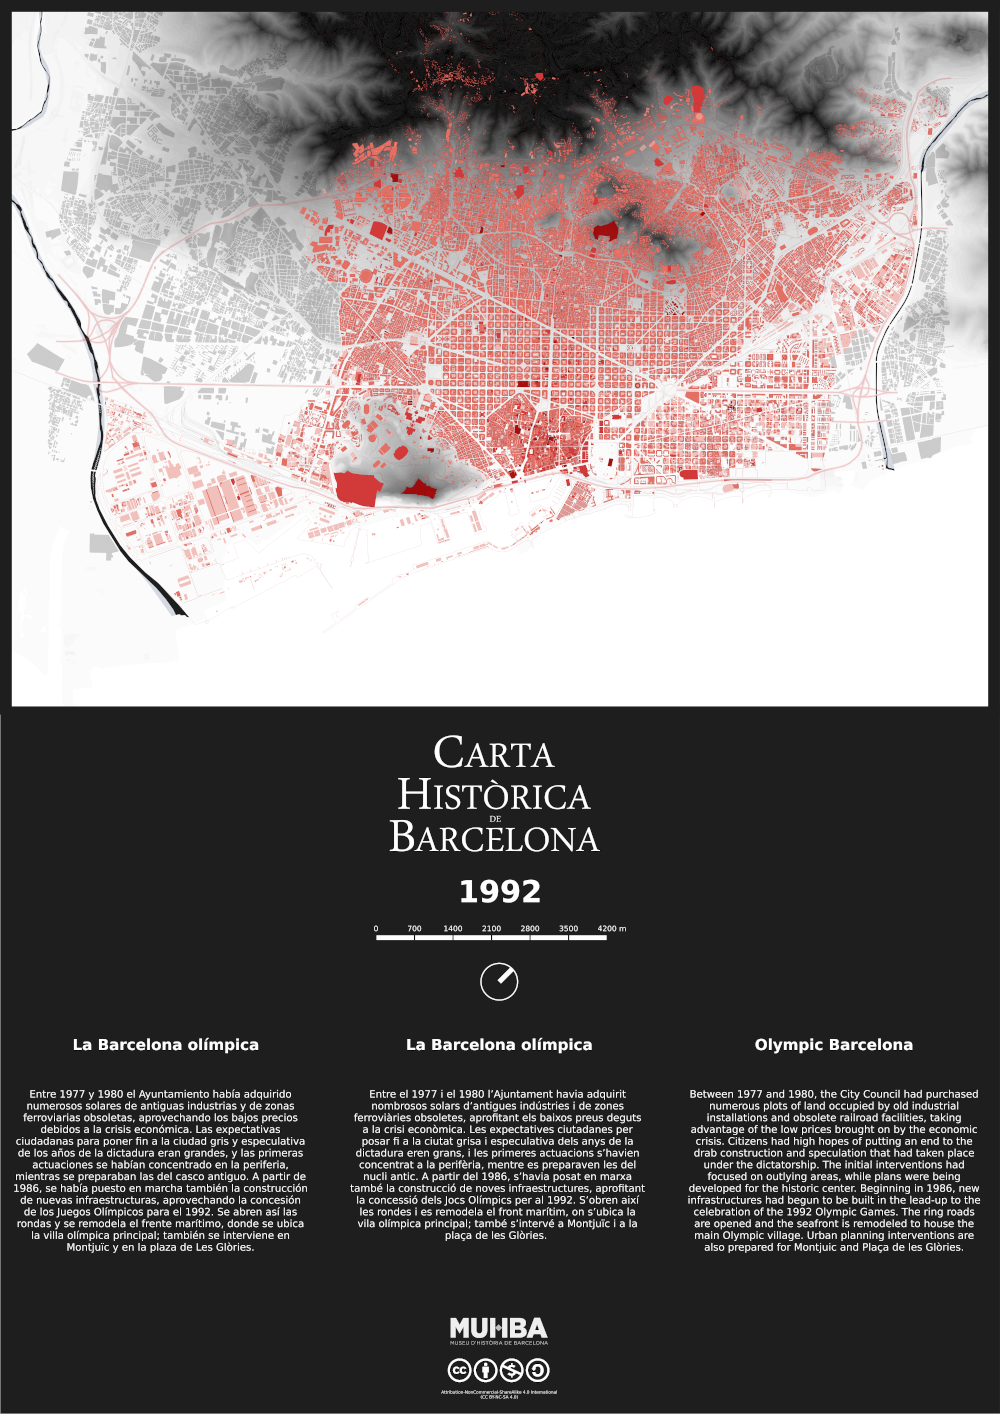 CARTA
HISTÒRICA
DE
BARCELONA
1992
0 700 1400 2100 2800 3500 4200 m
La Barcelona olímpica
Entre 1977 y 1980 el Ayuntamiento había adquirido
numerosos solares de antiguas industrias y de zonas
ferroviarias obsoletas, aprovechando los bajos precios
debidos a la crisis económica. Las expectativas
ciudadanas para poner fin a la ciudad gris y especulativa
de los años de la dictadura eran grandes, y las primeras
actuaciones se habían concentrado en la periferia,
mientras se preparaban las del casco antiguo. A partir de
1986, se había puesto en marcha también la construcción
de nuevas infraestructuras, aprovechando la concesión
de los Juegos Olímpicos para el 1992. Se abren así las
rondas y se remodela el frente marítimo, donde se ubica
la villa olímpica principal; también se interviene en
Montjuïc y en la plaza de Les Glòries.
La Barcelona olímpica
Entre el 1977 i el 1980 l’Ajuntament havia adquirit
nombrosos solars d’antigues indústries i de zones
ferroviàries obsoletes, aprofitant els baixos preus deguts
a la crisi econòmica. Les expectatives ciutadanes per
posar fi a la ciutat grisa i especulativa dels anys de la
dictadura eren grans, i les primeres actuacions s’havien
concentrat a la perifèria, mentre es preparaven les del
nucli antic. A partir del 1986, s’havia posat en marxa
també la construcció de noves infraestructures, aprofitant
la concessió dels Jocs Olímpics per al 1992. S’obren així
les rondes i es remodela el front marítim, on s’ubica la
vila olímpica principal; també s’intervé a Montjuïc i a la
plaça de les Glòries.
Olympic Barcelona
Between 1977 and 1980, the City Council had purchased
numerous plots of land occupied by old industrial
installations and obsolete railroad facilities, taking
advantage of the low prices brought on by the economic
crisis. Citizens had high hopes of putting an end to the
drab construction and speculation that had taken place
under the dictatorship. The initial interventions had
focused on outlying areas, while plans were being
developed for the historic center. Beginning in 1986, new
infrastructures had begun to be built in the lead-up to the
celebration of the 1992 Olympic Games. The ring roads
are opened and the seafront is remodeled to house the
main Olympic village. Urban planning interventions are
also prepared for Montjuic and Plaça de les Glòries.
MUHBA
MUSEU D'HISTÒRIA DE BARCELONA
cc
Attribution-NonCommercial-ShareAlike 4.0 International
(CC BY-NC-SA 4.0)